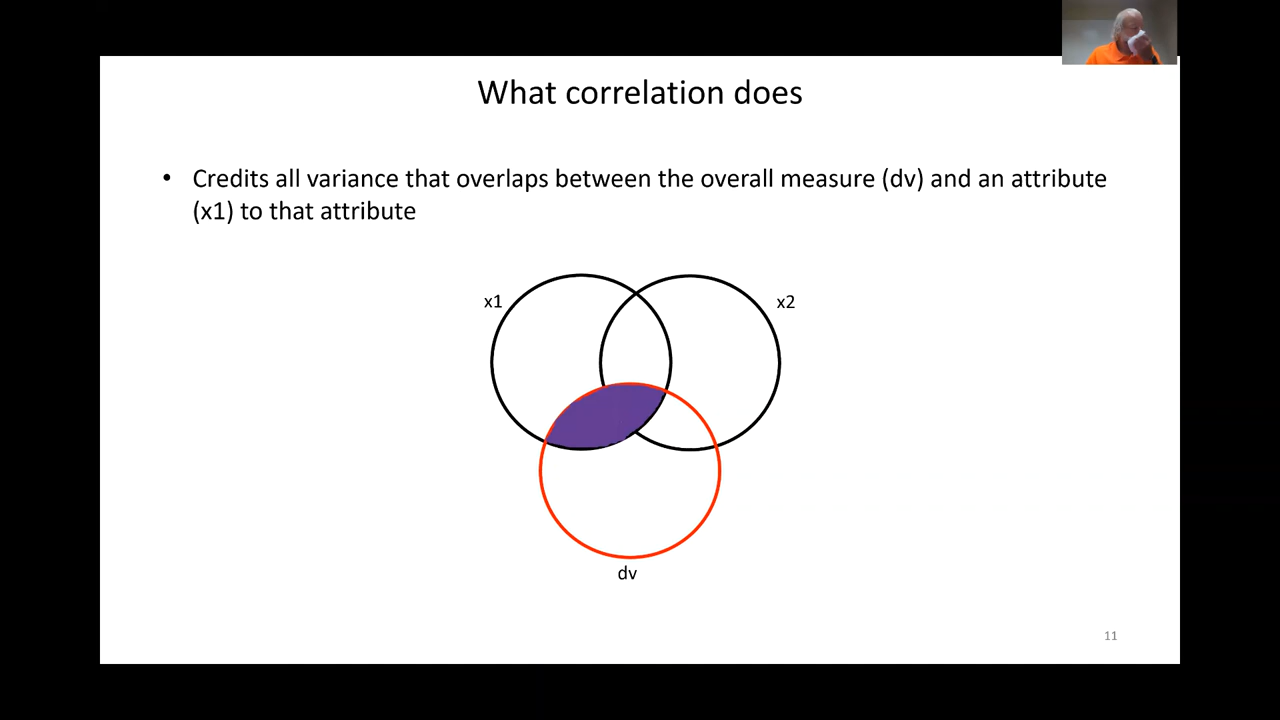 What correlation does
• Credits all variance that overlaps between the overall measure (dv) and an attribute
(x1) to that attribute
x1
x2
dv
11